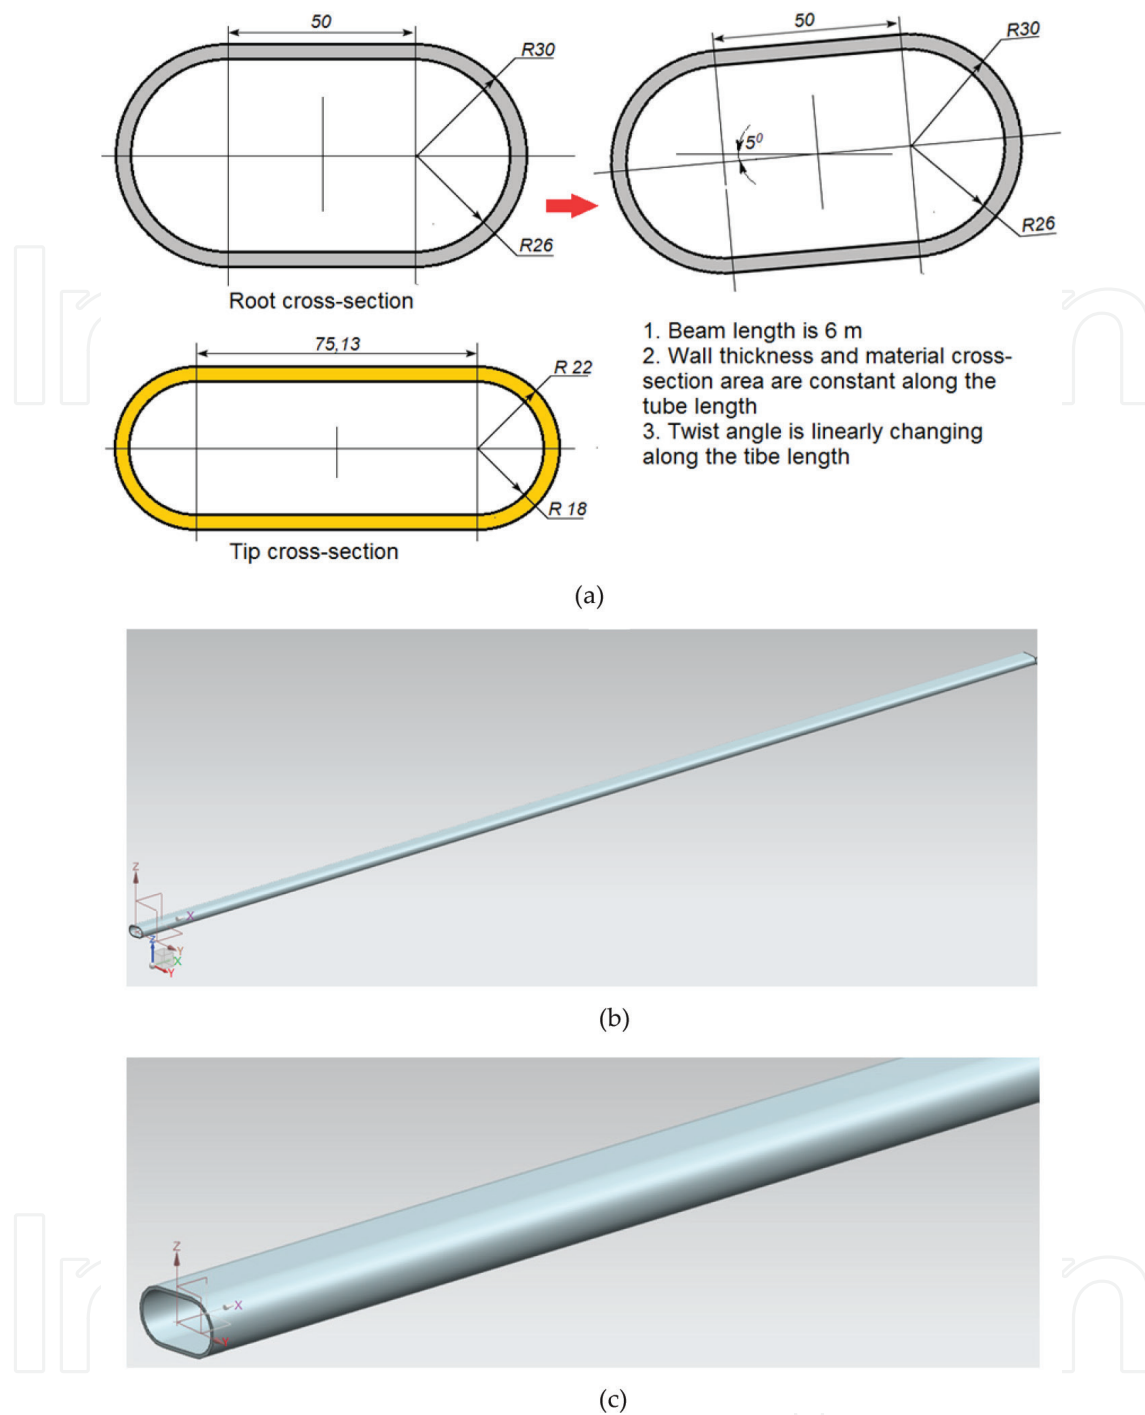 50
R30
R26
Root cross-section
50
R30
5⁰
R26
75,13
R 22
R 18
Tip cross-section
1. Beam length is 6 m
2. Wall thickness and material cross-
section area are constant along the
tube length
3. Twist angle is linearly changing
along the tibe length
(a)
Z
X
Y
Z
X
Y
(b)
Z
X
Y
(c)